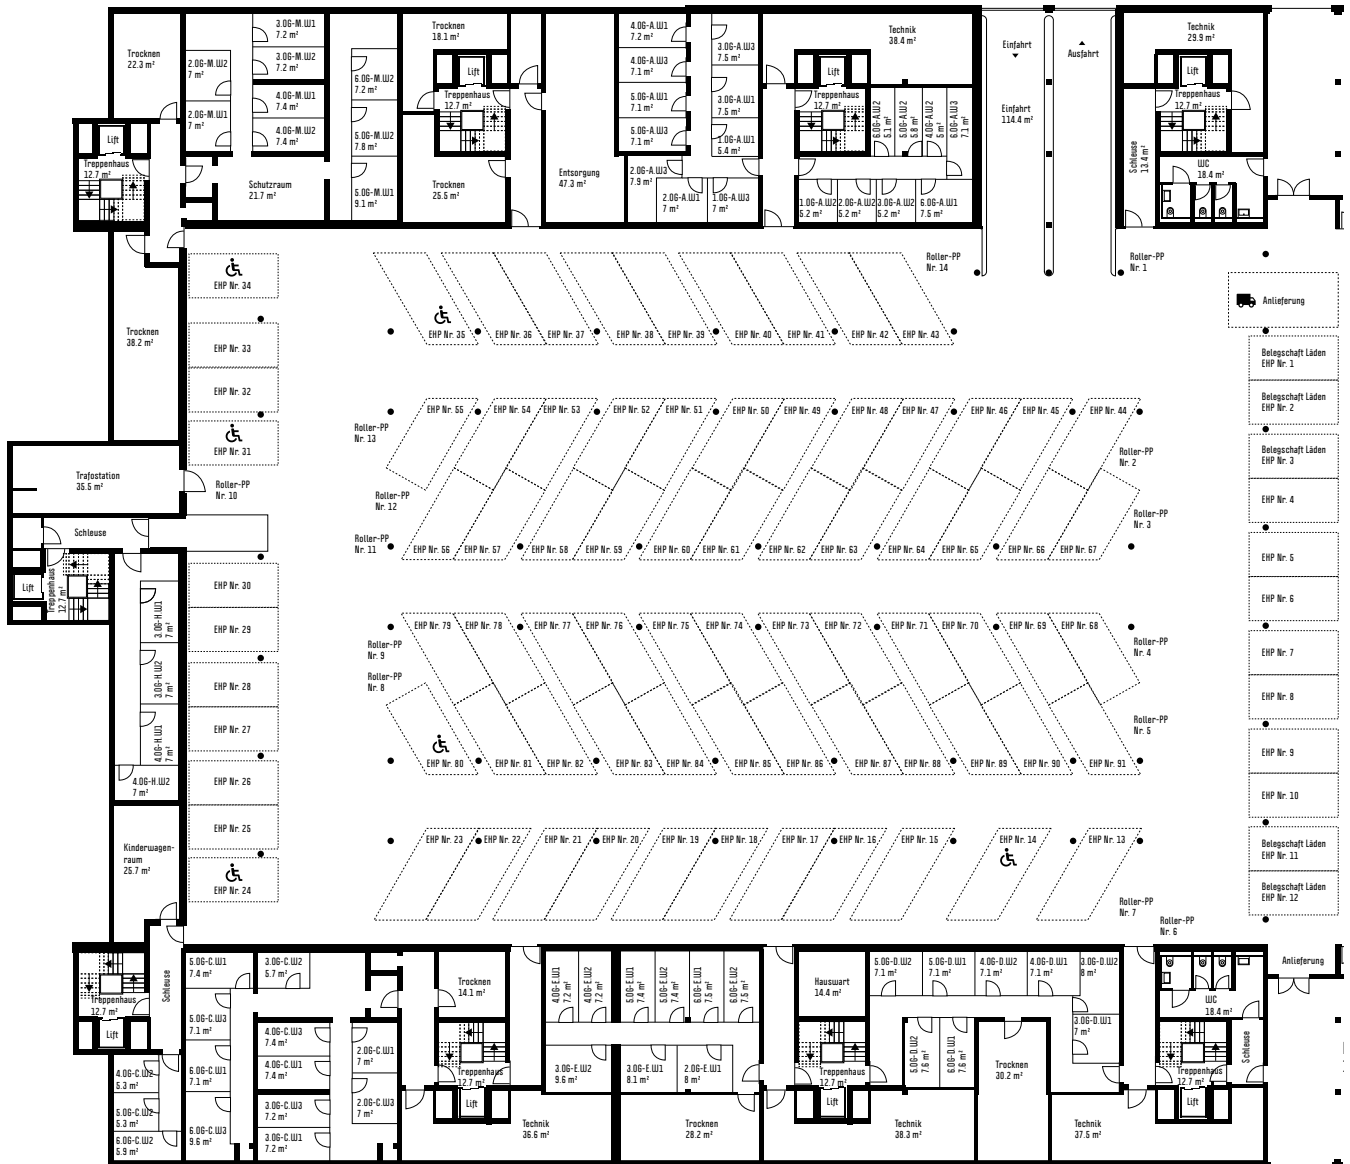 Trocknen
22.3 m²
2.OG-M.W2
7 m²
2.OG-M.W1
7 m²
3.OG-M.W1
7.2 m²
3.OG-M.W2
7.2 m²
4.OG-M.W1
7.4 m²
4.OG-M.W2
7.4 m²
6.OG-M.W2
7.2 m²
5.OG-M.W2
7.8 m²
5.OG-M.W1
9.1 m²
Schutzraum
21.7 m²
Trocknen
18.1 m²
Lift
Treppenhaus
12.7 m²
Trocknen
25.5 m²
Entsorgung
47.3 m²
4.OG-A.W1
7.2 m²
4.OG-A.W3
7.1 m²
5.OG-A.W1
7.1 m²
5.OG-A.W3
7.1 m²
2.OG-A.W3
7.9 m²
3.OG-A.W3
7.5 m²
3.OG-A.W1
7.5 m²
1.OG-A.W1
5.4 m²
2.OG-A.W1
7 m²
1.OG-A.W3
7 m²
Technik
38.4 m²
Lift
Treppenhaus
12.7 m²
6.OG-A.W2
5.1 m²
5.OG-A.W2
5.8 m²
4.OG-A.W2
5 m²
6.OG-A.W3
7.1 m²
1.OG-A.W2
5.2 m²
2.OG-A.W2
5.2 m²
3.OG-A.W2
5.2 m²
6.OG-A.W1
7.5 m²
Einfahrt
Ausfahrt
Einfahrt
114.4 m²
Technik
29.9 m²
Lift
Treppenhaus
12.7 m²
Schleuse
13.4 m²
WC
18.4 m²
Lift
Treppenhaus
12.7 m²
Roller-PP
Nr. 14
Roller-PP
Nr. 1
Anlieferung
EHP Nr. 34
EHP Nr. 33
EHP Nr. 32
EHP Nr. 31
Trocknen
38.2 m²
EHP Nr. 35
EHP Nr. 36
EHP Nr. 37
EHP Nr. 38
EHP Nr. 39
EHP Nr. 40
EHP Nr. 41
EHP Nr. 42
EHP Nr. 43
Belegschaft Läden
EHP Nr. 1
Belegschaft Läden
EHP Nr. 2
Belegschaft Läden
EHP Nr. 3
EHP Nr. 4
EHP Nr. 5
EHP Nr. 6
EHP Nr. 7
EHP Nr. 8
EHP Nr. 9
EHP Nr. 10
Belegschaft Läden
EHP Nr. 11
Belegschaft Läden
EHP Nr. 12
EHP Nr. 55
EHP Nr. 54
EHP Nr. 53
EHP Nr. 52
EHP Nr. 51
EHP Nr. 50
EHP Nr. 49
EHP Nr. 48
EHP Nr. 47
EHP Nr. 46
EHP Nr. 45
EHP Nr. 44
Roller-PP
Nr. 13
Roller-PP
Nr. 2
Roller-PP
Nr. 12
Roller-PP
Nr. 3
Roller-PP
Nr. 11
EHP Nr. 56
EHP Nr. 57
EHP Nr. 58
EHP Nr. 59
EHP Nr. 60
EHP Nr. 61
EHP Nr. 62
EHP Nr. 63
EHP Nr. 64
EHP Nr. 65
EHP Nr. 66
EHP Nr. 67
Trafostation
35.5 m²
Roller-PP
Nr. 10
Schleuse
Lift
Treppenhaus
12.7 m²
3.OG-H.W1
7 m²
3.OG-H.W2
7 m²
4.OG-H.W1
7 m²
4.OG-H.W2
7 m²
EHP Nr. 30
EHP Nr. 29
EHP Nr. 28
EHP Nr. 27
EHP Nr. 26
EHP Nr. 25
EHP Nr. 24
EHP Nr. 79
EHP Nr. 78
EHP Nr. 77
EHP Nr. 76
EHP Nr. 75
EHP Nr. 74
EHP Nr. 73
EHP Nr. 72
EHP Nr. 71
EHP Nr. 70
EHP Nr. 69
EHP Nr. 68
Roller-PP
Nr. 9
Roller-PP
Nr. 4
Roller-PP
Nr. 8
Roller-PP
Nr. 5
EHP Nr. 80
EHP Nr. 81
EHP Nr. 82
EHP Nr. 83
EHP Nr. 84
EHP Nr. 85
EHP Nr. 86
EHP Nr. 87
EHP Nr. 88
EHP Nr. 89
EHP Nr. 90
EHP Nr. 91
Kinderwagen-
raum
25.7 m²
EHP Nr. 23
EHP Nr. 22
EHP Nr. 21
EHP Nr. 20
EHP Nr. 19
EHP Nr. 18
EHP Nr. 17
EHP Nr. 16
EHP Nr. 15
EHP Nr. 14
EHP Nr. 13
Roller-PP
Nr. 7
Roller-PP
Nr. 6
Anlieferung
Treppenhaus
12.7 m²
Lift
Schleuse
5.OG-C.W1
7.4 m²
3.OG-C.W2
5.7 m²
5.OG-C.W3
7.1 m²
4.OG-C.W3
7.4 m²
6.OG-C.W1
7.1 m²
4.OG-C.W1
7.4 m²
2.OG-C.W1
7 m²
4.OG-C.W2
5.3 m²
5.OG-C.W2
5.3 m²
6.OG-C.W2
5.9 m²
6.OG-C.W3
9.6 m²
3.OG-C.W3
7.2 m²
3.OG-C.W1
7.2 m²
2.OG-C.W3
7 m²
Trocknen
14.1 m²
Treppenhaus
12.7 m²
Lift
4.OG-E.W1
7.2 m²
4.OG-E.W2
7.2 m²
5.OG-E.W1
7.4 m²
5.OG-E.W2
7.4 m²
6.OG-E.W1
7.5 m²
6.OG-E.W2
7.5 m²
3.OG-E.W2
9.6 m²
3.OG-E.W1
8.1 m²
2.OG-E.W1
8 m²
Technik
36.6 m²
Trocknen
28.2 m²
Hauswart
14.4 m²
Treppenhaus
12.7 m²
Lift
6.OG-D.W2
7.1 m²
5.OG-D.W1
7.1 m²
4.OG-D.W2
7.1 m²
4.OG-D.W1
7.1 m²
3.OG-D.W2
8 m²
3.OG-D.W1
7 m²
5.OG-D.W2
7.6 m²
6.OG-D.W1
7.6 m²
Trocknen
30.2 m²
Technik
38.3 m²
Technik
37.5 m²
WC
18.4 m²
Schleuse
Treppenhaus
12.7 m²
Lift